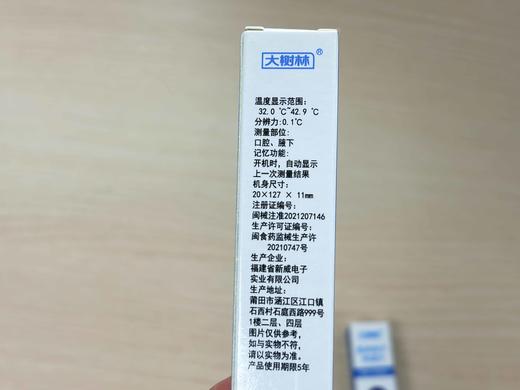 大树林®
温度显示范围：
32.0 ℃~42.9 ℃
分辨力：0.1℃
测量部位：
口腔、腋下
记忆功能：
开机时，自动显示
上一次测量结果
机身尺寸：
20×127 × 11mm
注册证编号：
闽械注准2021207146
生产许可证编号：
闽食药监械生产许
20210747号
生产企业：
福建省新威电子
实业有限公司
生产地址：
莆田市涵江区江口镇
石西村石庭西路999号
1楼二层、四层
图片仅供参考，
如与实物不符，
请以实物为准。
产品使用期限5年